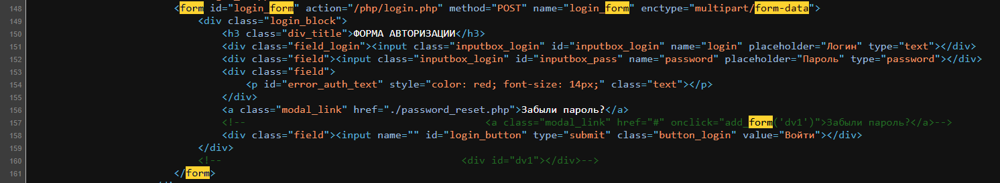 148 <form id="login_form" action="/php/login.php" method="POST" name="login_form" enctype="multipart/form-data">
149 <div class="login_block">
150 <h3 class="div_title">ФОРМА АВТОРИЗАЦИИ</h3>
151 <div class="field_login"><input class="inputbox_login" id="inputbox_login" name="login" placeholder="Логин" type="text"></div>
152 <div class="field"><input class="inputbox_login" id="inputbox_pass" name="password" placeholder="Пароль" type="password"></div>
153 <div class="field">
154 <p id="error_auth_text" style="color: red; font-size: 14px;" class="text"></p>
155 </div>
156 <a class="modal_link" href="./password_reset.php">Забыли пароль?</a>
157 <!-- <a class="modal_link" href="#" onclick="add_form('dv1')">Забыли пароль?</a>-->
158 <div class="field"><input name="" id="login_button" type="submit" class="button_login" value="Войти"></div>
159 </div>
160 <!-- <div id="dv1"></div>-->
161 </form>